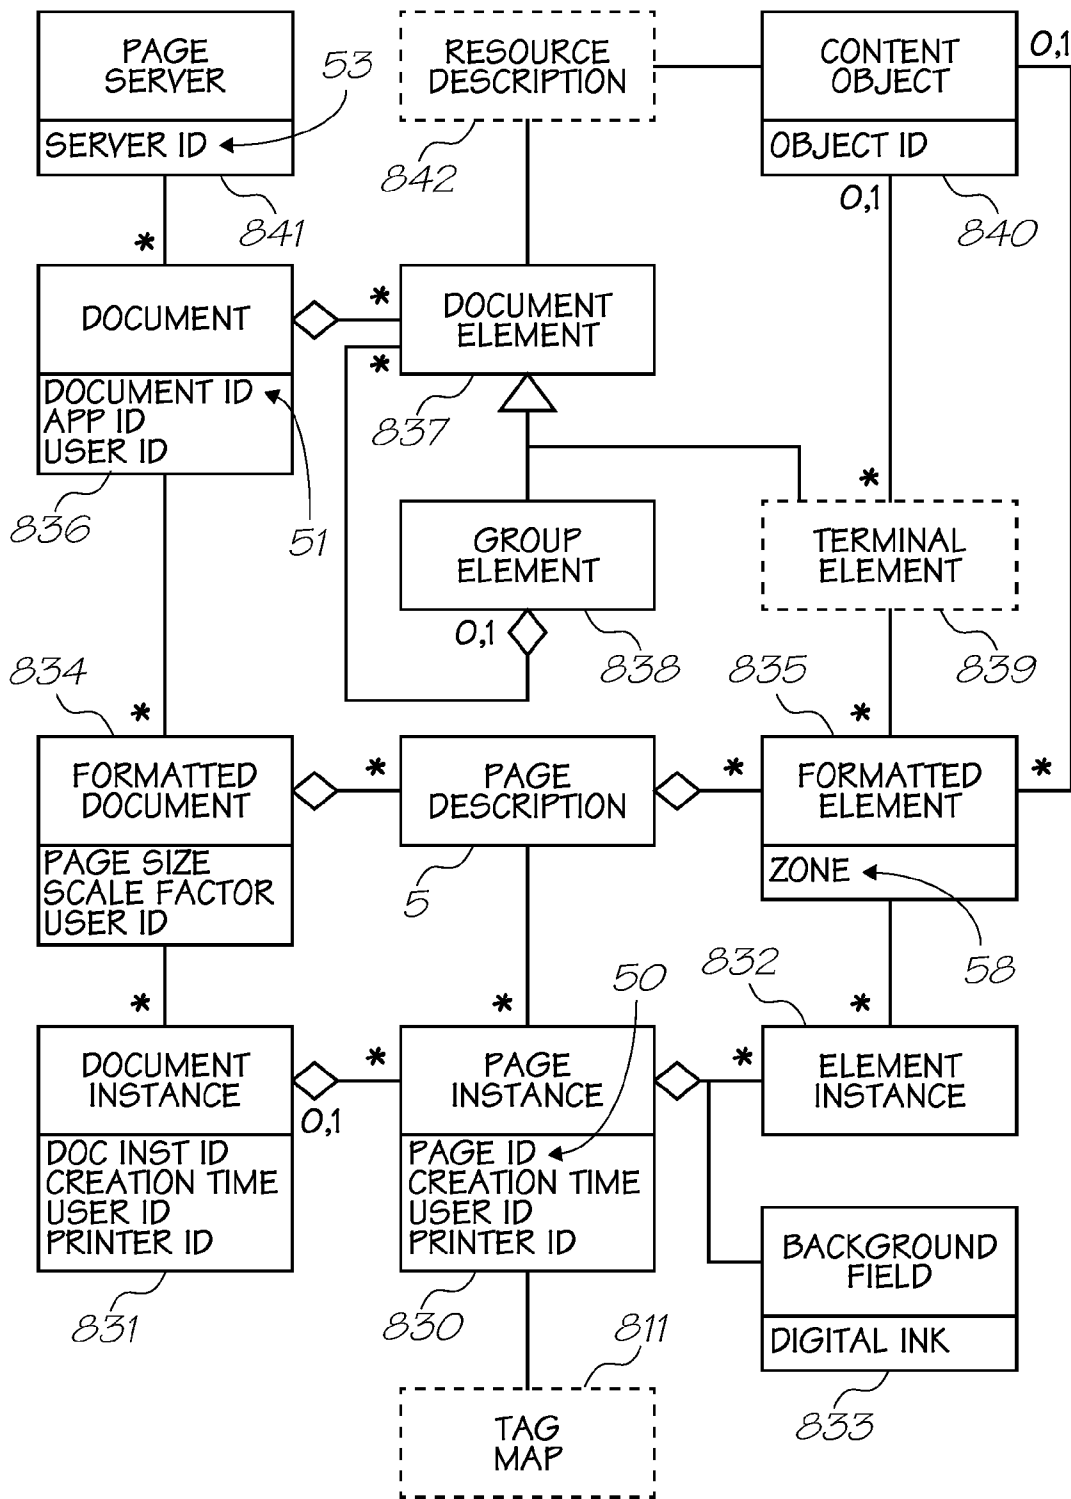 PAGE
SERVER
SERVER ID
53
841
RESOURCE
DESCRIPTION
842
CONTENT
OBJECT
OBJECT ID
0,1
0,1
840
*
DOCUMENT
DOCUMENT ID
APP ID
USER ID
836
51
*
*
DOCUMENT
ELEMENT
837
GROUP
ELEMENT
0,1
838
*
TERMINAL
ELEMENT
839
834
*
FORMATTED
DOCUMENT
PAGE SIZE
SCALE FACTOR
USER ID
*
PAGE
DESCRIPTION
5
835
*
*
*
FORMATTED
ELEMENT
ZONE
58
*
DOCUMENT
INSTANCE
0,1
DOC INST ID
CREATION TIME
USER ID
PRINTER ID
831
*
*
50
PAGE
INSTANCE
PAGE ID
CREATION TIME
USER ID
PRINTER ID
830
832
*
*
ELEMENT
INSTANCE
BACKGROUND
FIELD
DIGITAL INK
833
811
TAG
MAP